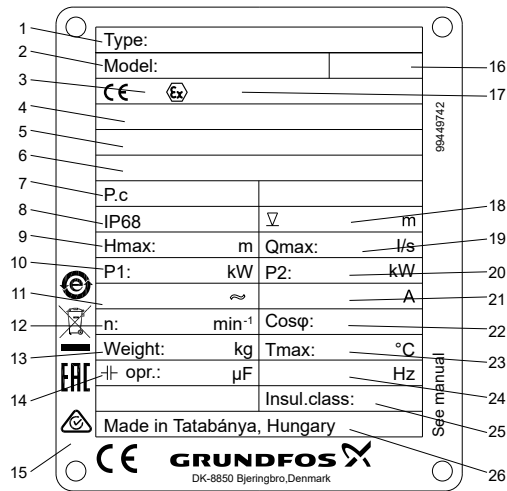 1 Type:
2 Model: 16
3 CE Ex 17
4
5
6
7 P.c
8 IP68 m 18
9 Hmax: m Qmax: l/s 19
10 P1: kW P2: kW 20
11 A 21
12 n: min-1 Cosφ: 22
13 Weight: kg Tmax: °C 23
14 opr.: μF Hz 24
Insul.class: 25
Made in Tatabánya, Hungary 26
15 CE GRUNDFOS
DK-8850 Bjeringbro,Denmark
99449742
See manual
e
EAC